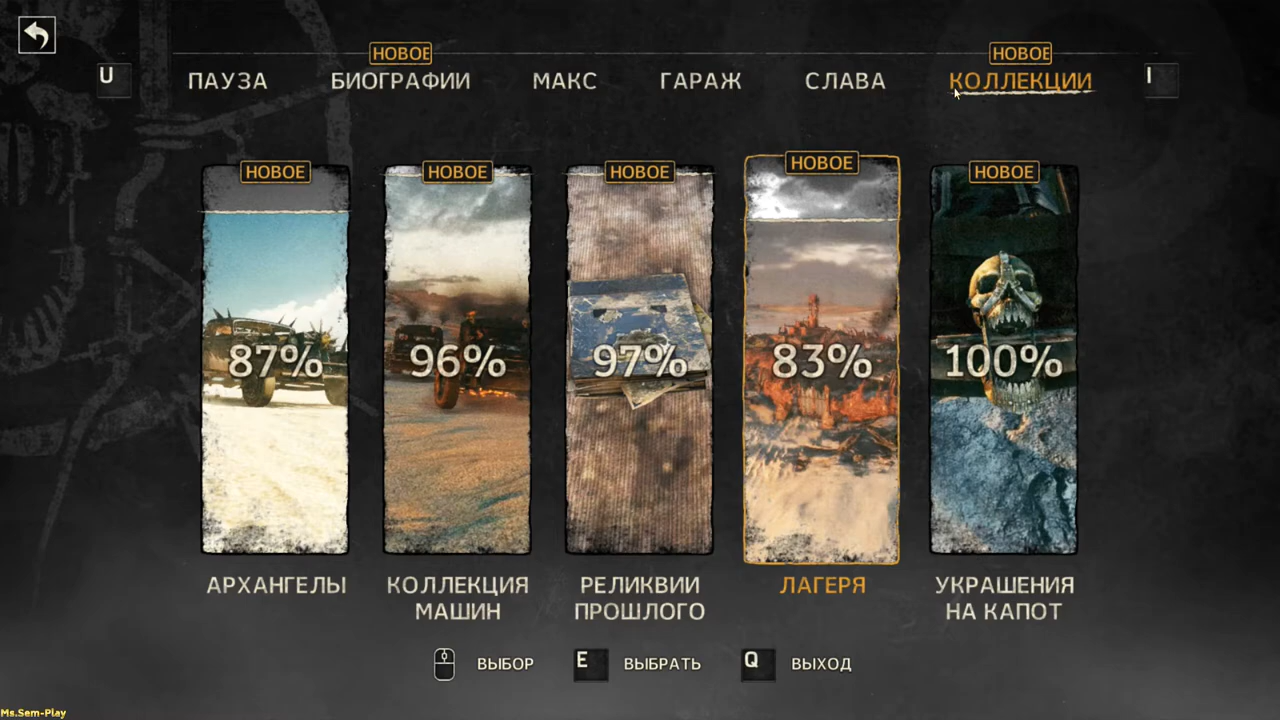 НОВОЕ
НОВОЕ
U
ПАУЗА
БИОГРАФИИ
МАКС
ГАРАЖ
СЛАВА
КОЛЛЕКЦИИ
I
НОВОЕ
НОВОЕ
НОВОЕ
НОВОЕ
НОВОЕ
87%
96%
97%
83%
100%
АРХАНГЕЛЫ
КОЛЛЕКЦИЯ
МАШИН
РЕЛИКВИИ
ПРОШЛОГО
ЛАГЕРЯ
УКРАШЕНИЯ
НА КАПОТ
ВЫБОР
E
ВЫБРАТЬ
Q
ВЫХОД
Ms.Sem-Play